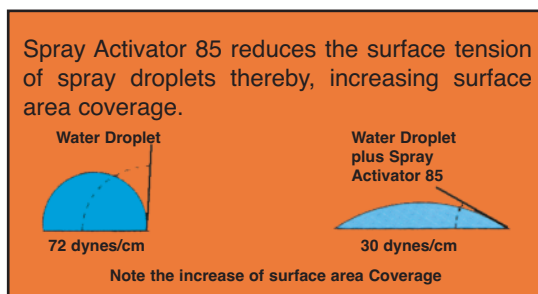 Spray Activator 85 reduces the surface tension
of spray droplets thereby, increasing surface
area coverage.
Water Droplet
72 dynes/cm
Water Droplet
plus Spray
Activator 85
30 dynes/cm
Note the increase of surface area Coverage